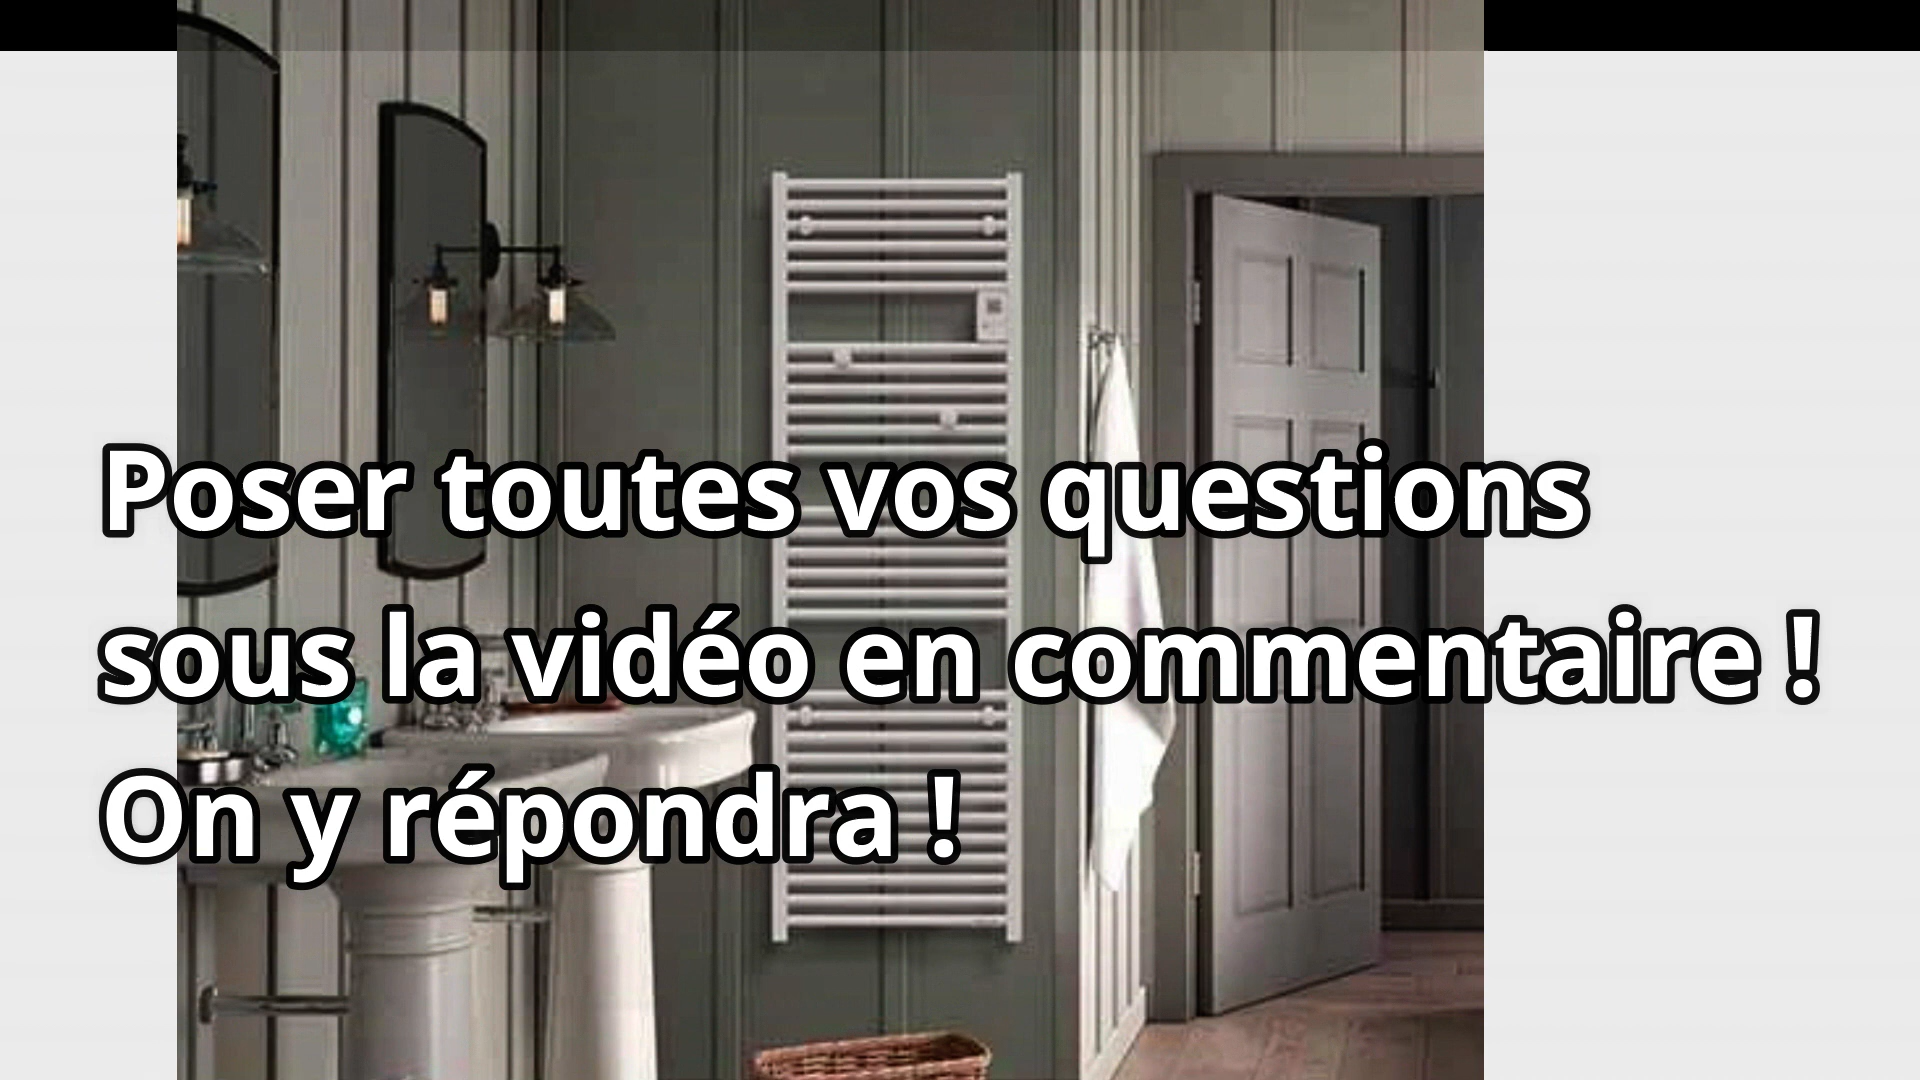 Poser toutes vos questions
sous la vidéo en commentaire !
On y répondra !